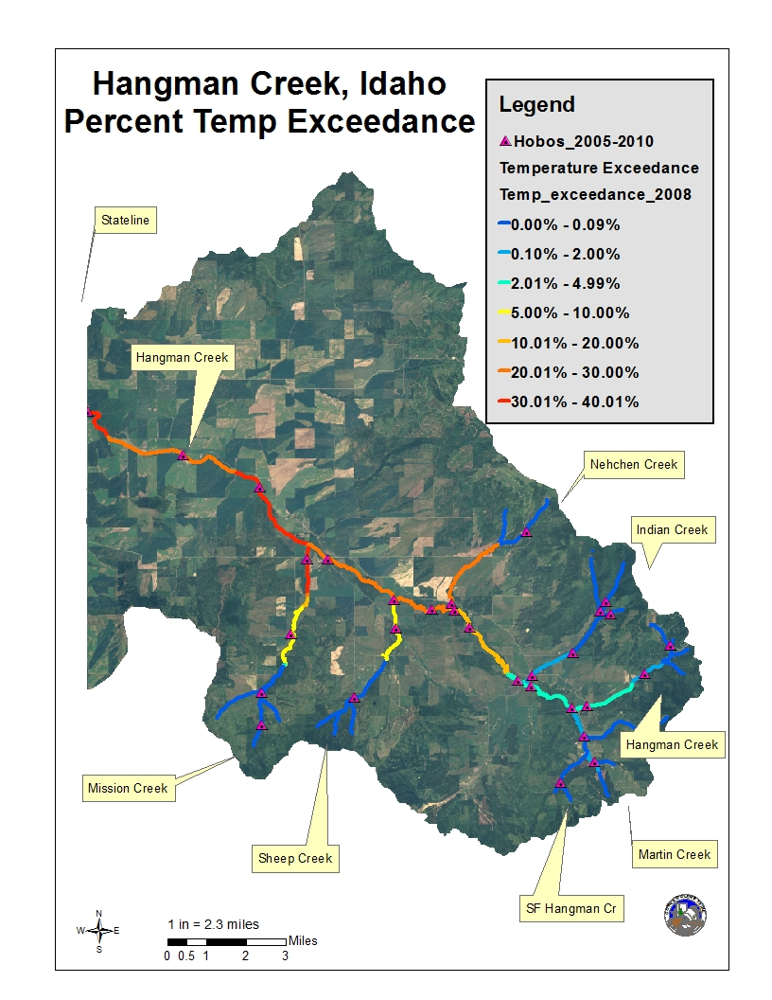 Hangman Creek, Idaho
Percent Temp Exceedance
Legend
Hobos_2005-2010
Temperature Exceedance
Temp_exceedance_2008
0.00% - 0.09%
0.10% - 2.00%
2.01% - 4.99%
5.00% - 10.00%
10.01% - 20.00%
20.01% - 30.00%
30.01% - 40.01%
Stateline
Hangman Creek
Nehchen Creek
Indian Creek
Hangman Creek
Mission Creek
Sheep Creek
Martin Creek
SF Hangman Cr
N
W E
S
1 in = 2.3 miles
Miles
0 0.5 1 2 3